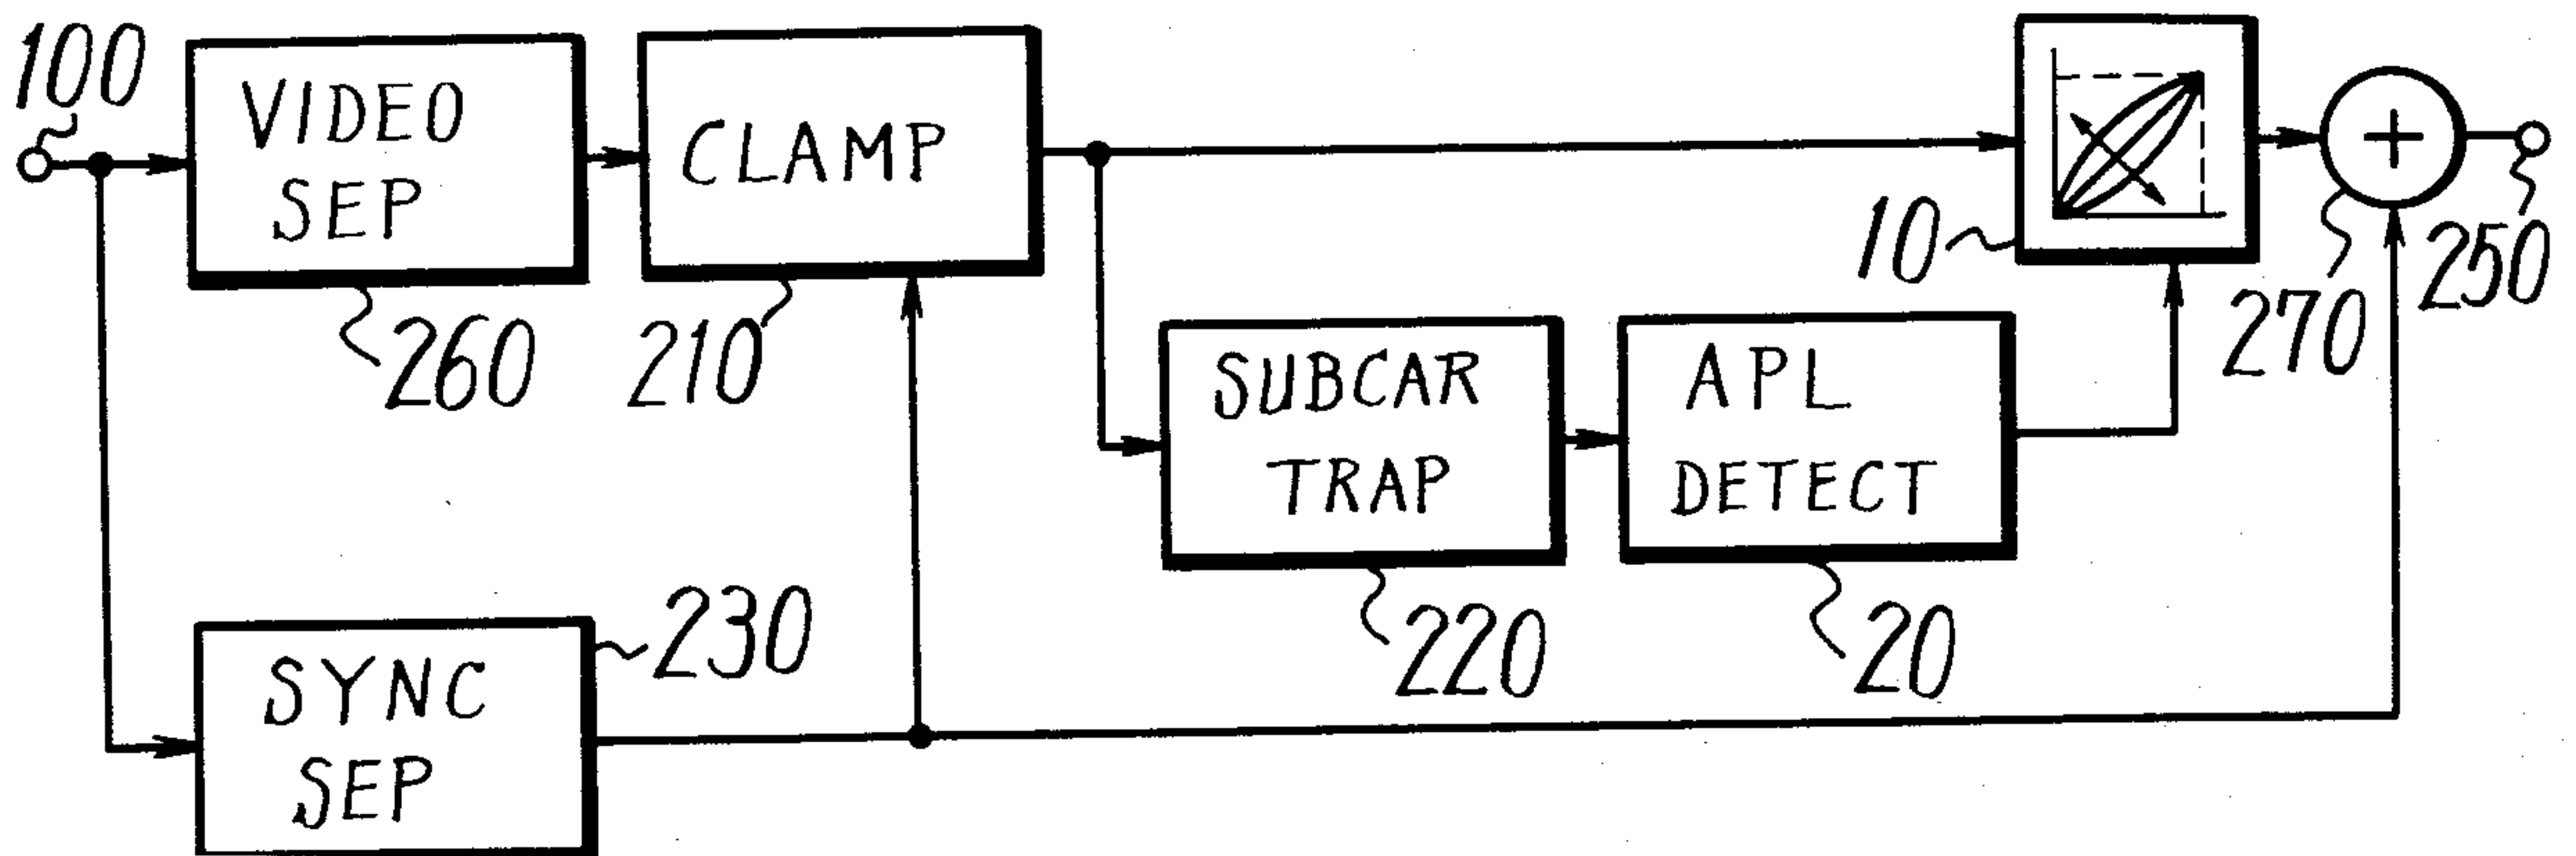 100
VIDEO
SEP
260
CLAMP
210
10
270
250
SUBCAR
TRAP
220
APL
DETECT
20
SYNC
SEP
230
+